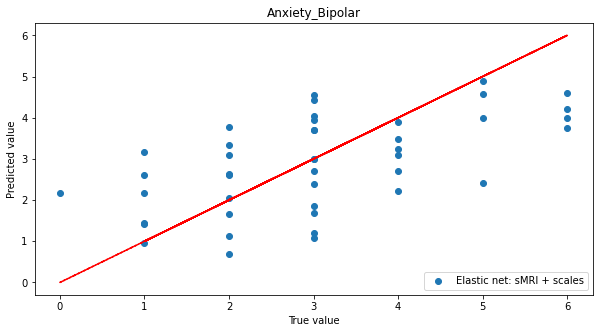 Anxiety_Bipolar
Predicted value
6
5
4
3
2
1
0
Elastic net: sMRI + scales
0 1 2 3 4 5 6
True value